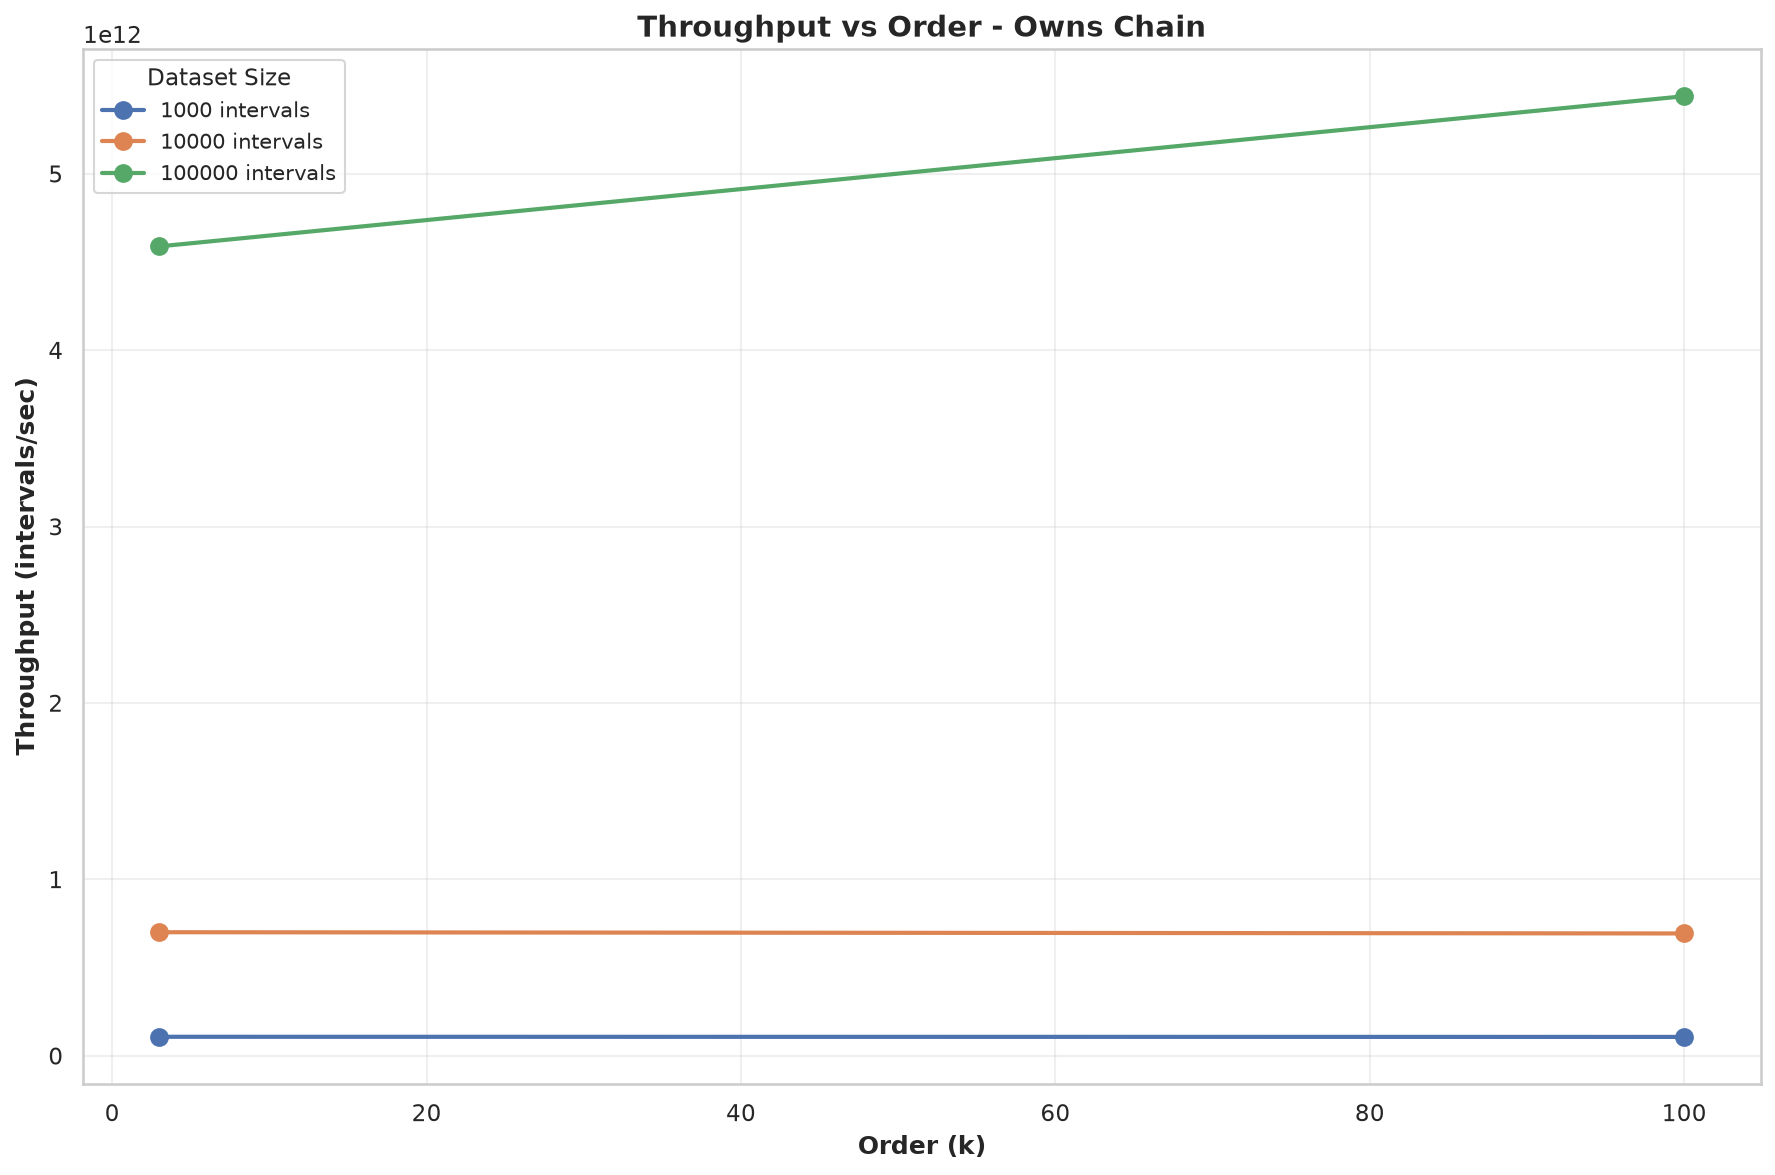 Throughput vs Order - Owns Chain
1e12
Dataset Size
1000 intervals
10000 intervals
100000 intervals
5
4
3
2
1
0
Throughput (intervals/sec)
0 20 40 60 80 100
Order (k)